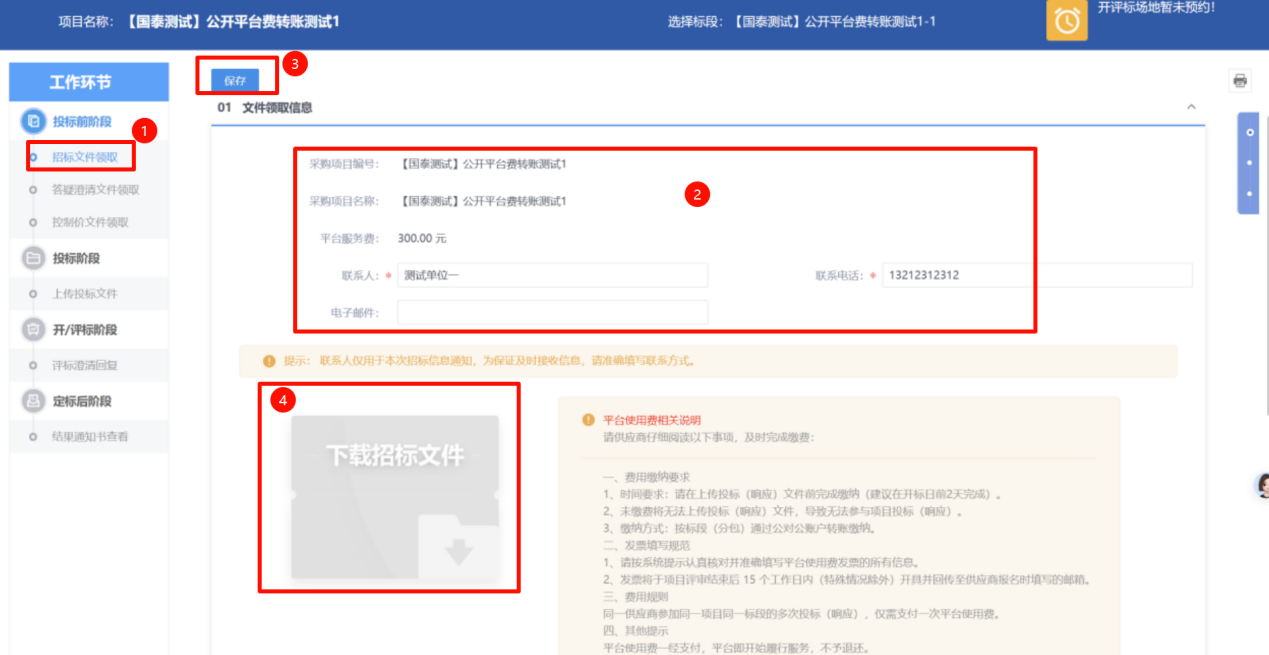 项目名称: 【国泰测试】公开平台费转账测试1
选择标段: 【国泰测试】公开平台费转账测试1-1
开评标场地暂未预约!
工作环节
投标前阶段
1
招标文件领取
答疑澄清文件领取
控制价文件领取
投标阶段
上传投标文件
开/评标阶段
评标澄清回复
定标后阶段
结果通知书查看
保存
3
01 文件领取信息
采购项目编号: 【国泰测试】公开平台费转账测试1
2
采购项目名称: 【国泰测试】公开平台费转账测试1
平台服务费: 300.00 元
联系人: * 测试单位一
联系电话: * 13212312312
电子邮件:
提示: 联系人仅用于本次招标信息通知，为保证及时接收信息，请准确填写联系方式。
4
下载招标文件
平台使用费相关说明
请供应商仔细阅读以下事项，及时完成缴费:
一、费用缴纳要求
1、时间要求: 请在上传投标（响应）文件前完成缴纳（建议在开标日前2天完成）。
2、未缴费将无法上传投标（响应）文件，导致无法参与项目投标（响应）。
3、缴纳方式: 按标段（分包）通过公对公账户转账缴纳。
二、发票填写规范
1、请按系统提示认真核对并准确填写平台使用费发票的所有信息。
2、发票将于项目评审结束后 15 个工作日内（特殊情况除外）开具并回传至供应商报名时填写的邮箱。
三、费用规则
同一供应商参加同一项目同一标段的多次投标（响应），仅需支付一次平台使用费。
四、其他提示
平台使用费一经支付，平台即开始履行服务，不予退还。